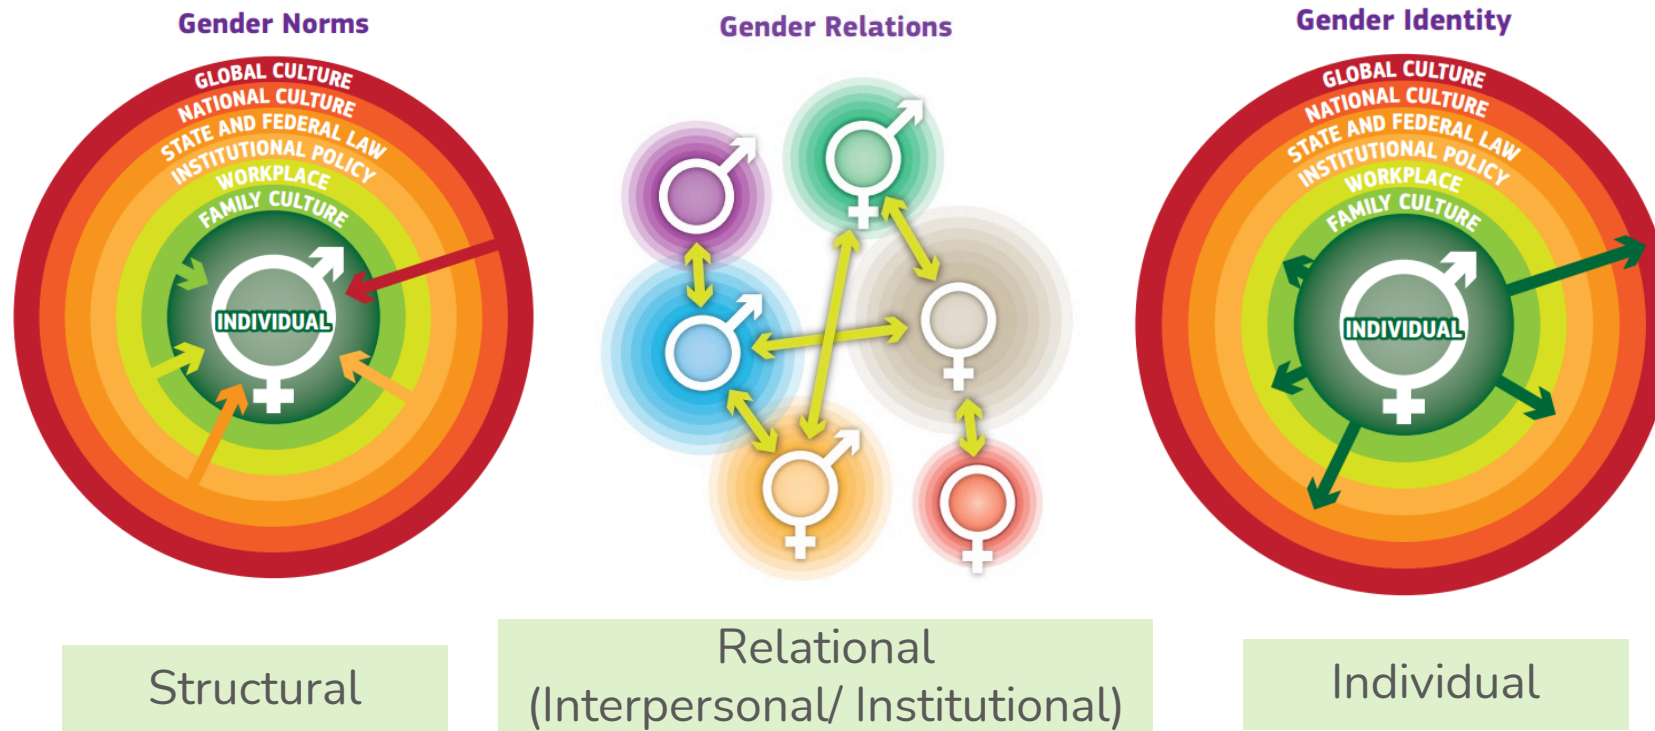 Gender Norms
GLOBAL CULTURE
NATIONAL CULTURE
STATE AND FEDERAL LAW
INSTITUTIONAL POLICY
WORKPLACE
FAMILY CULTURE
INDIVIDUAL
Structural
Gender Relations
Relational
(Interpersonal/ Institutional)
Gender Identity
GLOBAL CULTURE
NATIONAL CULTURE
STATE AND FEDERAL LAW
INSTITUTIONAL POLICY
WORKPLACE
FAMILY CULTURE
INDIVIDUAL
Individual